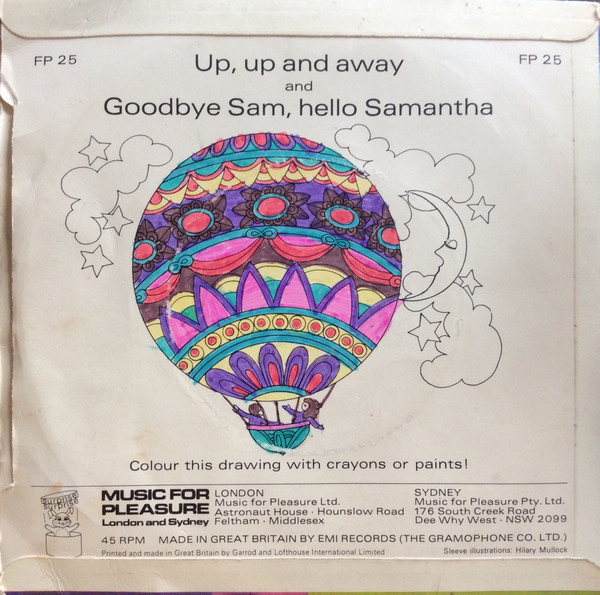 FP 25
FP 25
Up, up and away
and
Goodbye Sam, hello Samantha
Colour this drawing with crayons or paints!
surprise
surprise
MUSIC FOR
PLEASURE
London and Sydney
LONDON
Music for Pleasure Ltd.
Astronaut House · Hounslow Road
Feltham · Middlesex
SYDNEY
Music for Pleasure Pty. Ltd.
176 South Creek Road
Dee Why West · NSW 2099
45 RPM MADE IN GREAT BRITAIN BY EMI RECORDS (THE GRAMOPHONE CO. LTD.)
Printed and made in Great Britain by Garrod and Lofthouse International Limited
Sleeve illustrations: Hilary Mullock